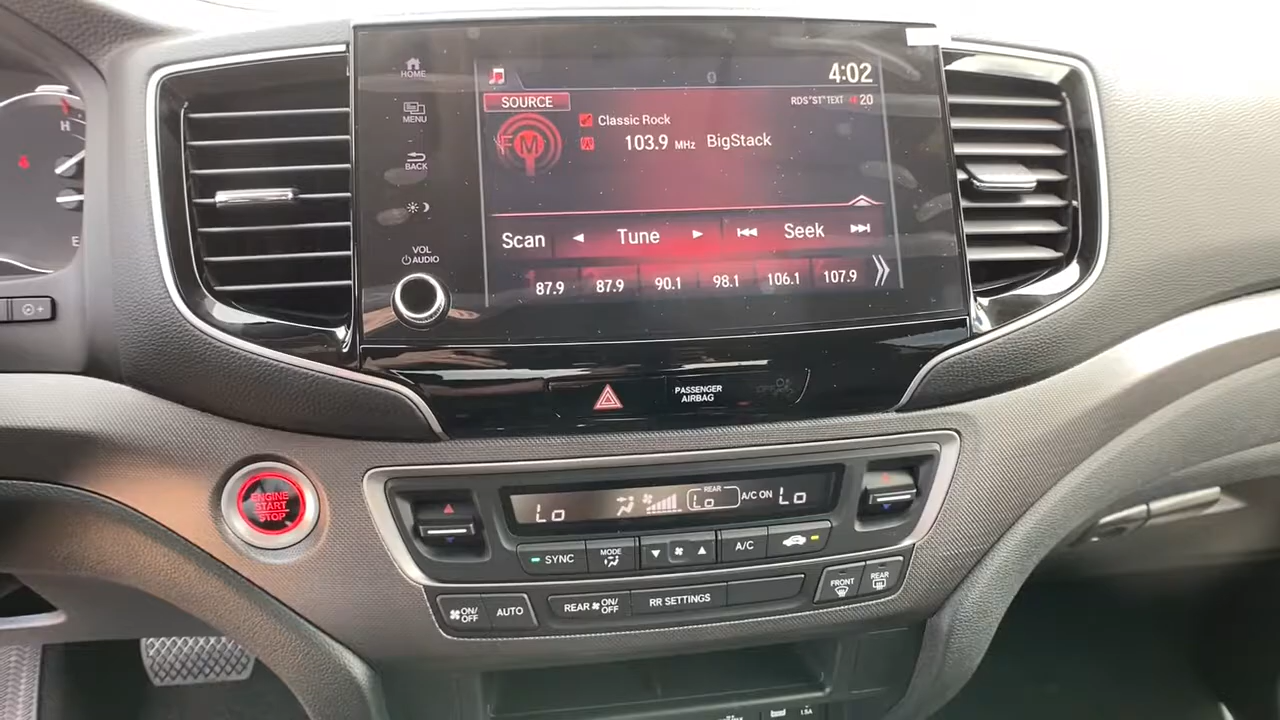 HOME
MENU
BACK
VOL
AUDIO
4:02
SOURCE
RDS "ST" TEXT
20
Classic Rock
FM
103.9 MHz BigStack
Scan
Tune
Seek
87.9 87.9 90.1 98.1 106.1 107.9
H
E
PASSENGER
AIRBAG
ENGINE
START
STOP
Lo
REAR
Lo
A/C ON
Lo
SYNC
MODE
A/C
ON/
OFF
AUTO
REAR ON/
OFF
RR SETTINGS
FRONT
REAR